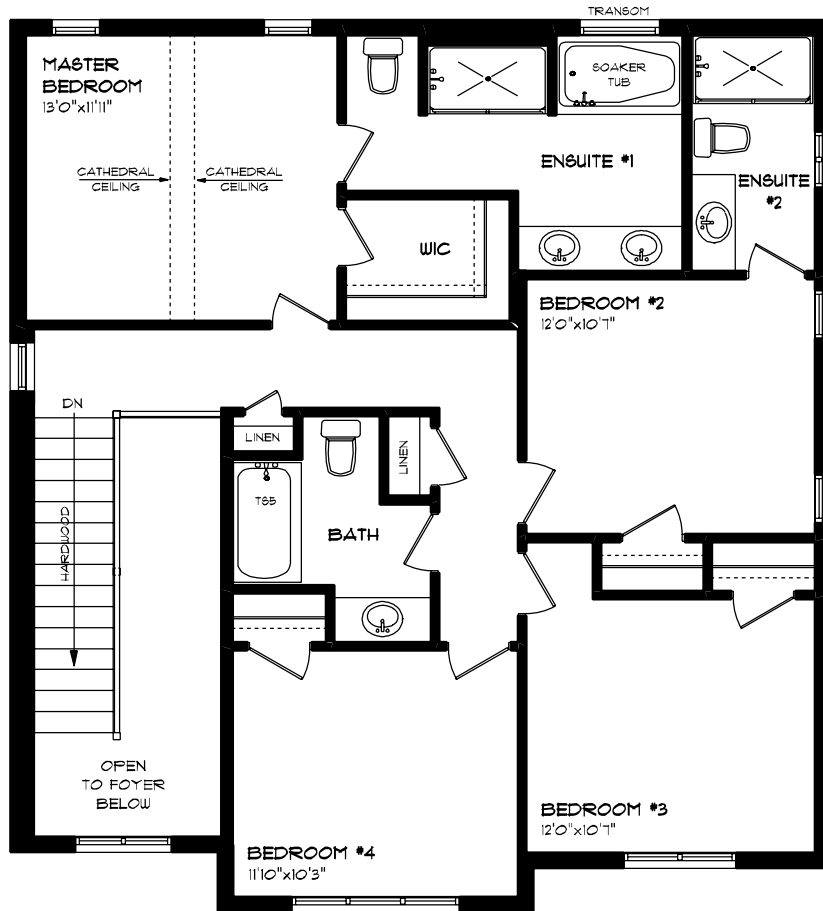 TRANSOM
MASTER
BEDROOM
13'0"x11'11"
SOAKER
TUB
CATHEDRAL
CEILING
CATHEDRAL
CEILING
ENSUITE #1
ENSUITE
#2
WIC
BEDROOM #2
12'0"x10'7"
DN
LINEN
LINEN
TS5
HARDWOOD
BATH
OPEN
TO FOYER
BELOW
BEDROOM #3
12'0"x10'7"
BEDROOM #4
11'10"x10'3"